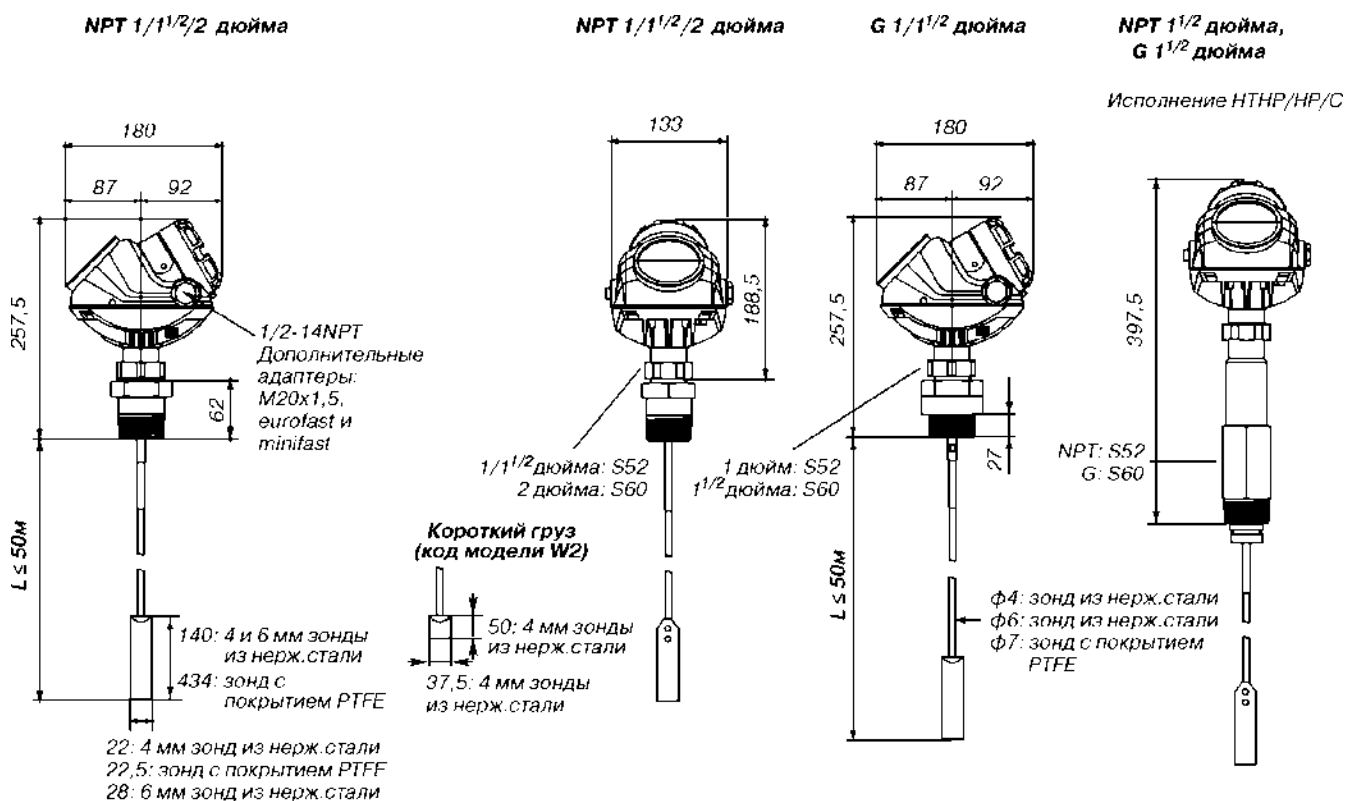 NPT 1/1 1/2/2 дюйма
NPT 1/1 1/2/2 дюйма
G 1/1 1/2 дюйма
NPT 1 1/2 дюйма,
G 1 1/2 дюйма
Исполнение HTHP/HP/C
180
87
92
257,5
62
L ≤ 50м
1/2-14NPT
Дополнительные
адаптеры:
M20x1,5,
eurofast и
minifast
140: 4 и 6 мм зонды
из нерж.стали
434: зонд с
покрытием PTFE
22: 4 мм зонд из нерж.стали
22,5: зонд с покрытием PTFE
28: 6 мм зонд из нерж.стали
133
188,5
1/1 1/2 дюйма: S52
2 дюйма: S60
Короткий груз
(код модели W2)
50: 4 мм зонды
из нерж.стали
37,5: 4 мм зонды
из нерж.стали
180
87
92
257,5
27
L ≤ 50м
1 дюйм: S52
1 1/2 дюйма: S60
ф4: зонд из нерж.стали
ф6: зонд из нерж.стали
ф7: зонд с покрытием
PTFE
397,5
NPT: S52
G: S60